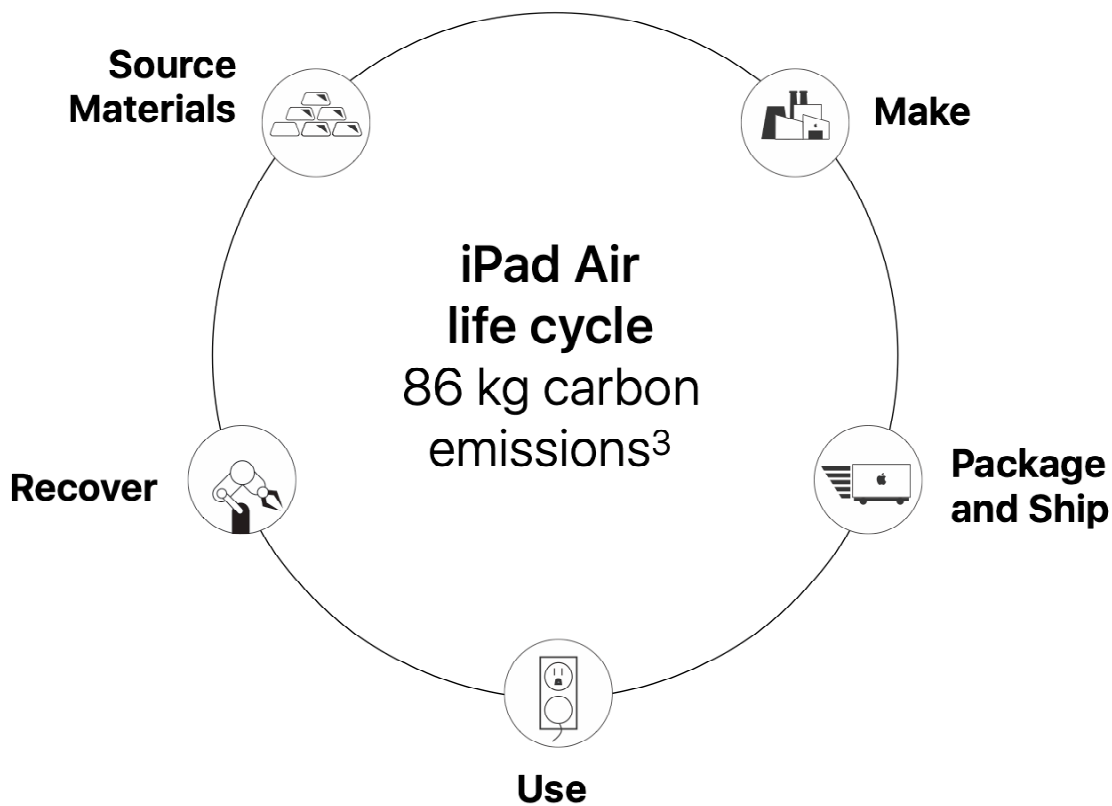 Source
Materials
Make
iPad Air
life cycle
86 kg carbon
emissions³
Recover
Package
and Ship
Use